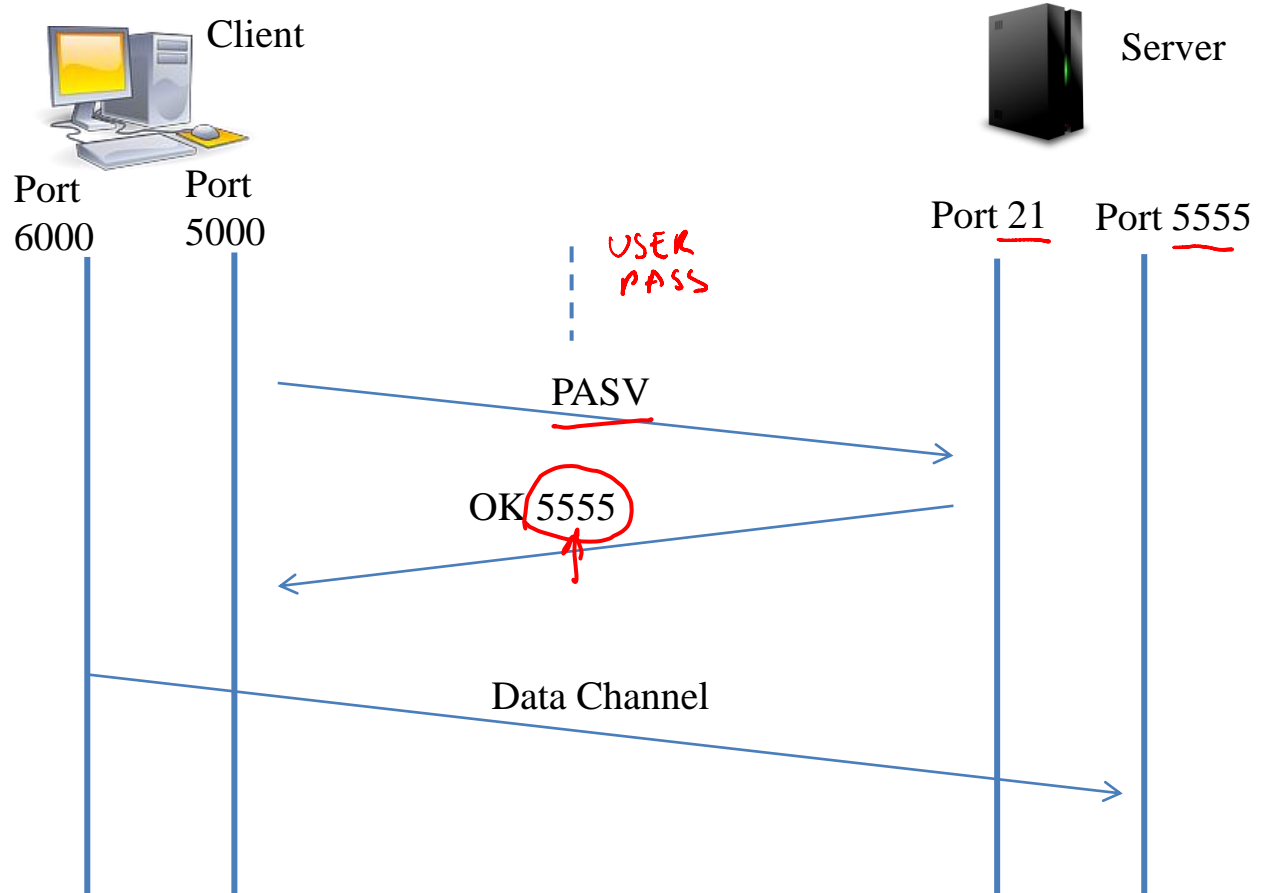 Client
Server
Port
6000
Port
5000
Port 21
Port 5555
USER
PASS
PASV
OK 5555
Data Channel